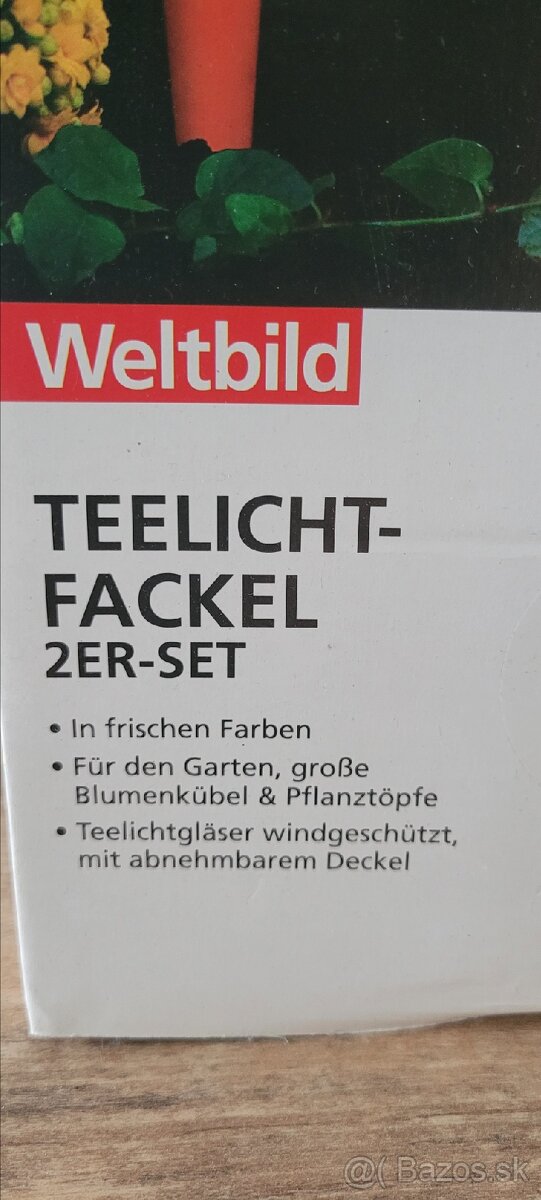 Weltbild
TEELICHT-
FACKEL
2ER-SET
• In frischen Farben
• Für den Garten, große
Blumenkübel & Pflanztöpfe
• Teelichtgläser windgeschützt,
mit abnehmbarem Deckel
@( Bazos.sk